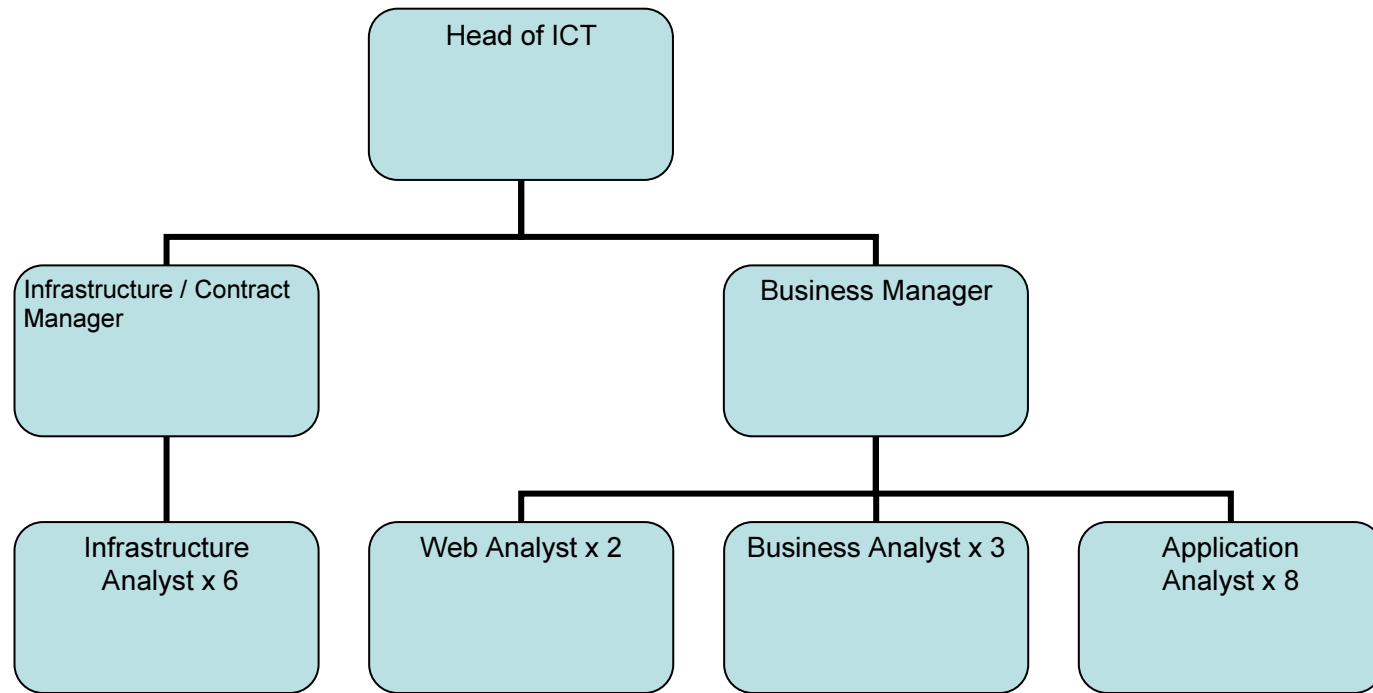 Head of ICT
Infrastructure / Contract
Manager
Business Manager
Infrastructure
Analyst x 6
Web Analyst x 2
Business Analyst x 3
Application
Analyst x 8